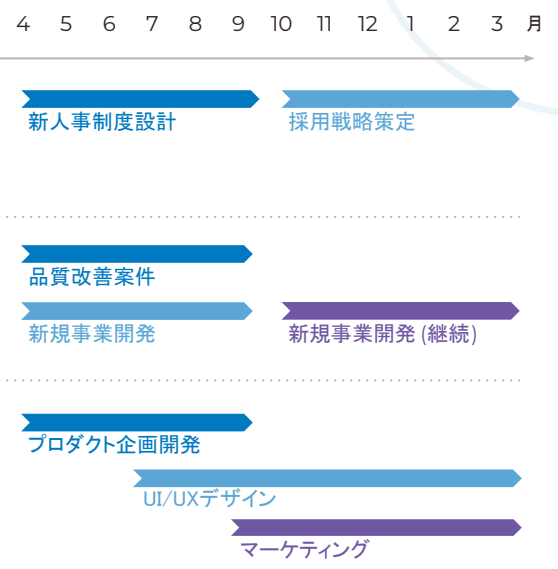 4 5 6 7 8 9 10 11 12 1 2 3 月
新人事制度設計 採用戦略策定
品質改善案件
新規事業開発 新規事業開発 (継続)
プロダクト企画開発
UI/UXデザイン
マーケティング